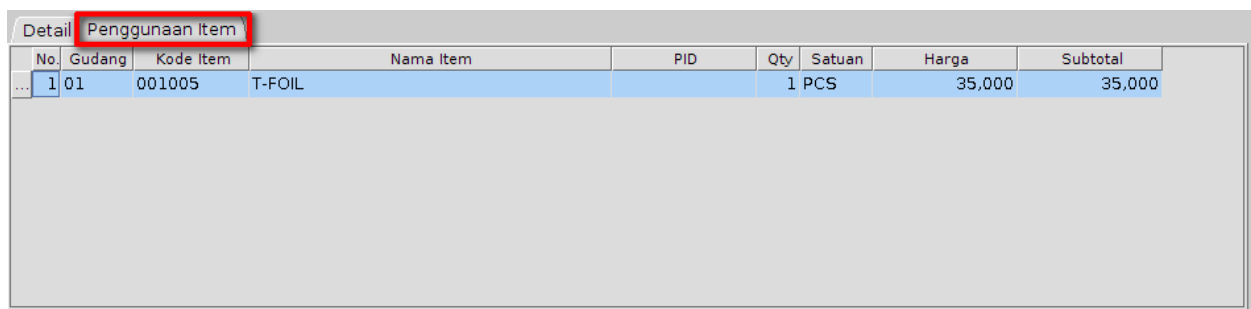 Detail Penggunaan Item
No. Gudang Kode Item Nama Item PID Qty Satuan Harga Subtotal
... 1 01 001005 T-FOIL 1 PCS 35,000 35,000